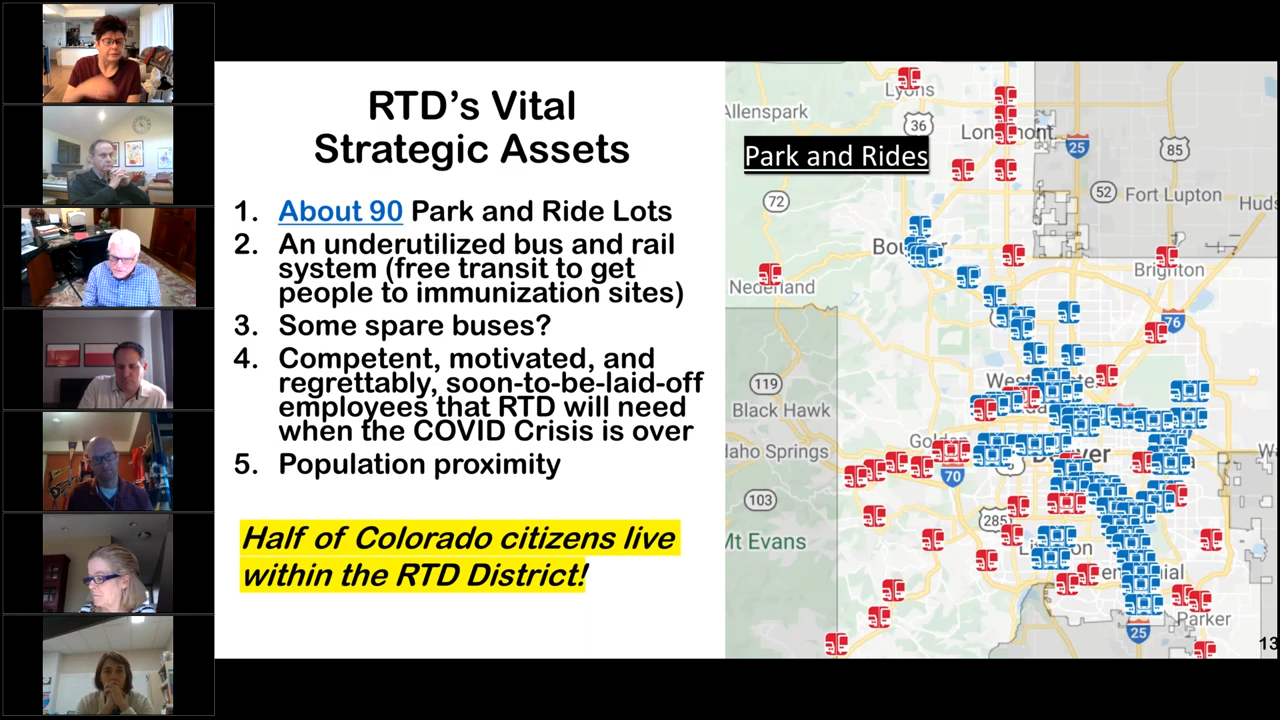 RTD's Vital
Strategic Assets
1. About 90 Park and Ride Lots
2. An underutilized bus and rail
system (free transit to get
people to immunization sites)
3. Some spare buses?
4. Competent, motivated, and
regrettably, soon-to-be-laid-off
employees that RTD will need
when the COVID Crisis is over
5. Population proximity
Half of Colorado citizens live
within the RTD District!
Park and Rides
Lyons
Allenspark
36
25
85
72
52
Fort Lupton
Brighton
Nederland
76
119
Black Hawk
Idaho Springs
70
103
285
Mt Evans
Parker
25
13